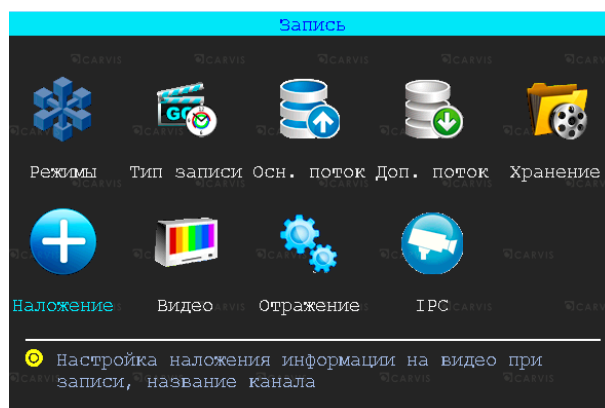 Запись
Режимы Тип записи Осн. поток Доп. поток Хранение
Наложение Видео Отражение IPC
Настройка наложения информации на видео при
записи, название канала
CARVIS